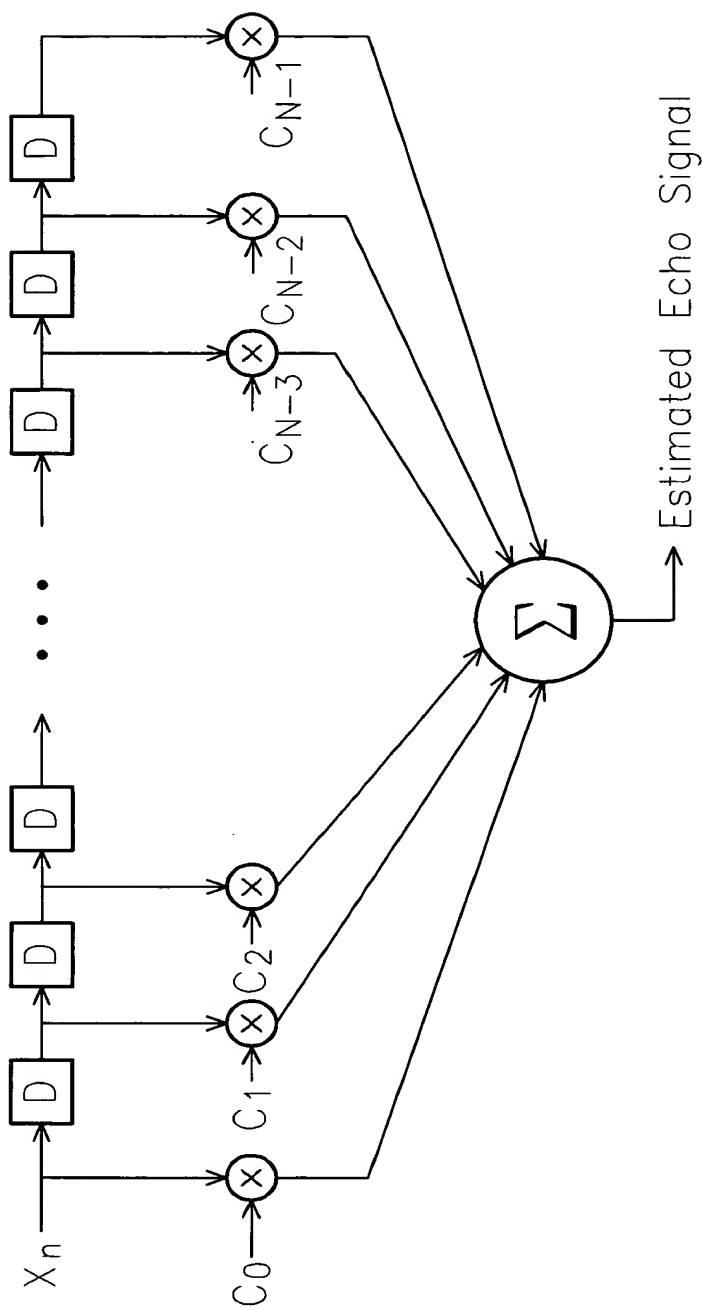 Xn
D
D
D
• • •
D
D
D
C0
×
C1
×
C2
×
CN-3
×
CN-2
×
CN-1
×
Σ
Estimated Echo Signal